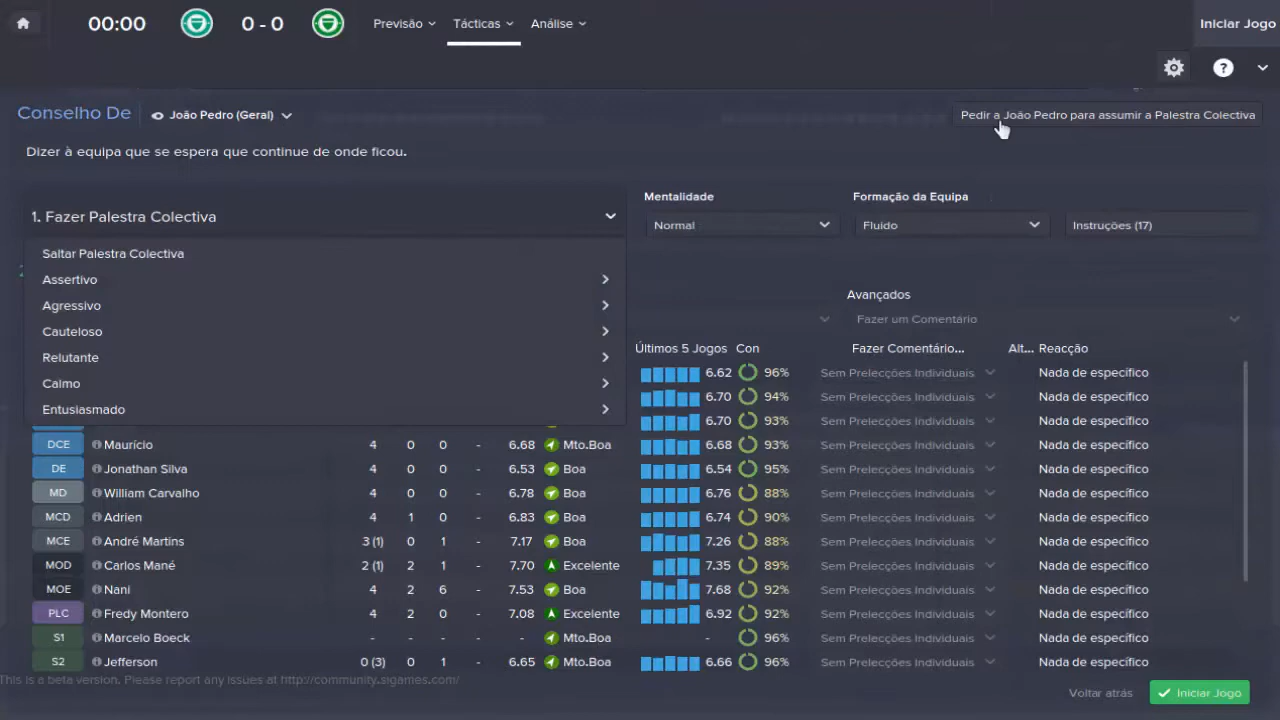 00:00 0 - 0 Previsão Tácticas Análise Iniciar Jogo
?
Conselho De João Pedro (Geral) Pedir a João Pedro para assumir a Palestra Colectiva
Dizer à equipa que se espera que continue de onde ficou.
Mentalidade Formação da Equipa
1. Fazer Palestra Colectiva Normal Fluido Instruções (17)
Saltar Palestra Colectiva
Assertivo
Agressivo Avançados
Cauteloso Fazer um Comentário
Relutante Últimos 5 Jogos Con Fazer Comentário... Alt... Reacção
6.62 96% Sem Prelecções Individuais Nada de específico
Calmo 6.70 94% Sem Prelecções Individuais Nada de específico
Entusiasmado 6.70 93% Sem Prelecções Individuais Nada de específico
DCE Maurício 4 0 0 - 6.68 Mto.Boa 6.68 93% Sem Prelecções Individuais Nada de específico
DE Jonathan Silva 4 0 0 - 6.53 Boa 6.54 95% Sem Prelecções Individuais Nada de específico
MD William Carvalho 4 0 0 - 6.78 Boa 6.76 88% Sem Prelecções Individuais Nada de específico
MCD Adrien 4 1 0 - 6.83 Boa 6.74 90% Sem Prelecções Individuais Nada de específico
MCE André Martins 3 (1) 0 1 - 7.17 Boa 7.26 88% Sem Prelecções Individuais Nada de específico
MOD Carlos Mané 2 (1) 2 1 - 7.70 Excelente 7.35 89% Sem Prelecções Individuais Nada de específico
MOE Nani 4 2 6 - 7.53 Boa 7.68 92% Sem Prelecções Individuais Nada de específico
PLC Fredy Montero 4 2 0 - 7.08 Excelente 6.92 92% Sem Prelecções Individuais Nada de específico
S1 Marcelo Boeck - - - - - Mto.Boa - 96% Sem Prelecções Individuais Nada de específico
S2 Jefferson 0 (3) 0 1 - 6.65 Mto.Boa 6.66 96% Sem Prelecções Individuais Nada de específico
This is a beta version. Please report any issues at http://community.sigames.com/
Voltar atrás Iniciar Jogo